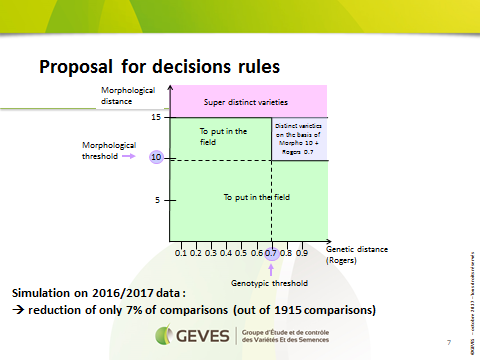 Proposal for decisions rules
Morphological
distance
Super distinct varieties
15
To put in the
field
Distinct varieties
on the basis of
Morpho 10 +
Rogers 0.7
Morphological
threshold
10
5
To put in the field
0.1 0.2 0.3 0.4 0.5 0.6 0.7 0.8 0.9
Genetic distance
(Rogers)
Genotypic threshold
Simulation on 2016/2017 data :
→ reduction of only 7% of comparisons (out of 1915 comparisons)
GEVES
Groupe d'Étude et de contrôle
des Variétés Et des Semences
7